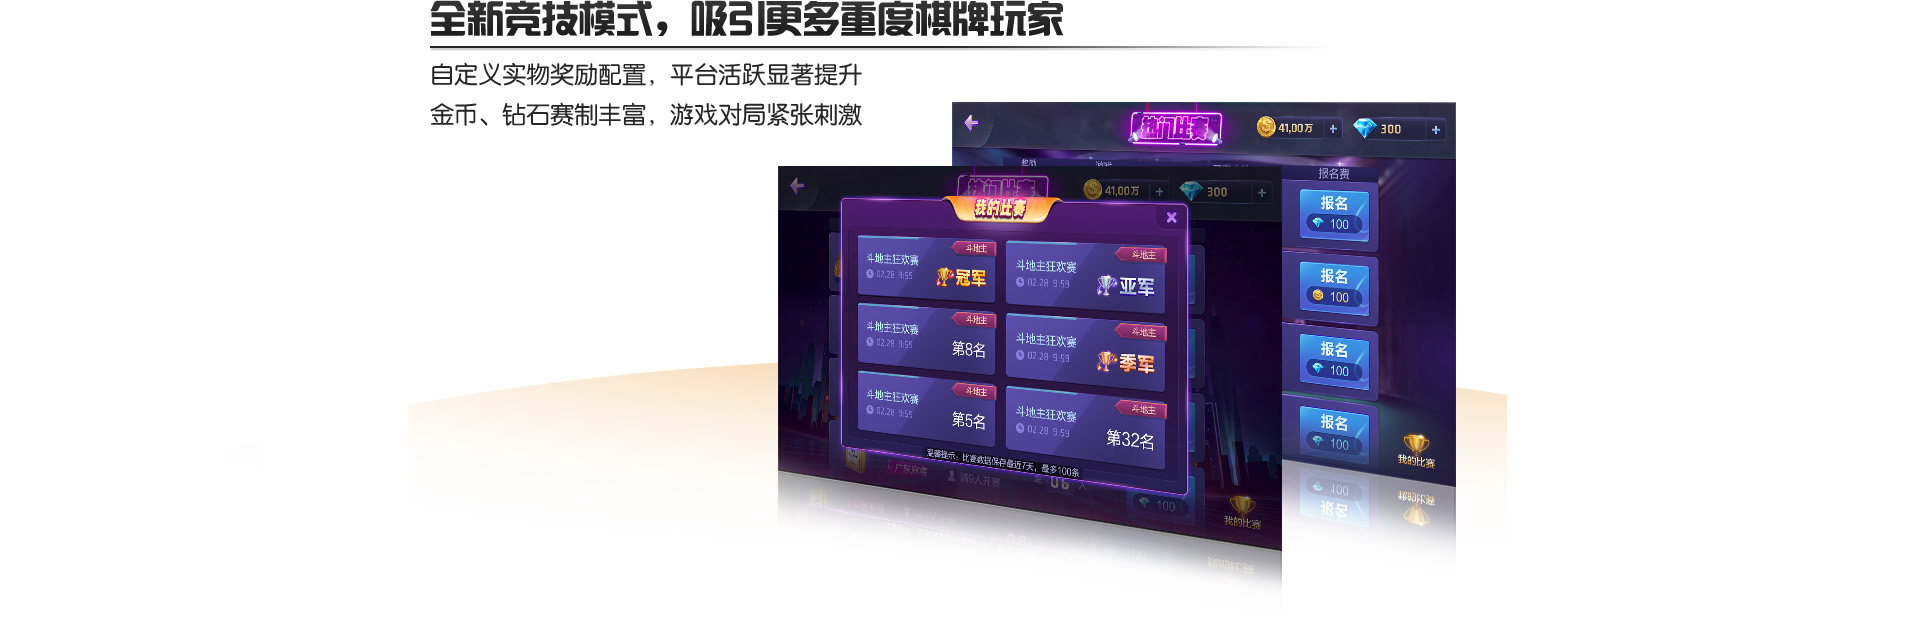 全新竞技模式，吸引更多重度棋牌玩家
自定义实物奖励配置，平台活跃显著提升
金币、钻石赛制丰富，游戏对局紧张刺激
热门比赛
41,00万 +
300 +
奖励
报名费
报名
100
报名
100
报名
100
报名
100
我的比赛
热门比赛
41,00万 +
300 +
我的比赛
斗地主
斗地主狂欢赛
02.28 9:59
冠军
斗地主
斗地主狂欢赛
02.28 9:59
亚军
斗地主
斗地主狂欢赛
02.28 9:59
第8名
斗地主
斗地主狂欢赛
02.28 9:59
季军
斗地主
斗地主狂欢赛
02.28 9:59
第5名
斗地主
斗地主狂欢赛
02.28 9:59
第32名
温馨提示：比赛数据保存最近7天，最多100条
满9人开赛
100
我的比赛